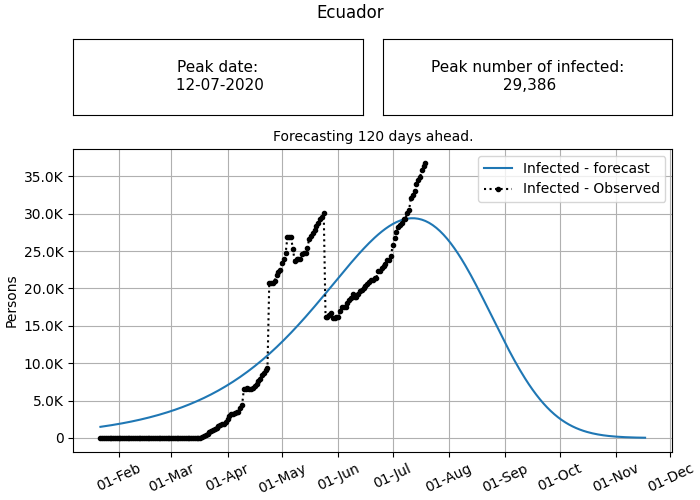 Ecuador
Peak date:
12-07-2020
Peak number of infected:
29,386
Forecasting 120 days ahead.
Infected - forecast
Infected - Observed
Persons
35.0K
30.0K
25.0K
20.0K
15.0K
10.0K
5.0K
0
01-Feb
01-Mar
01-Apr
01-May
01-Jun
01-Jul
01-Aug
01-Sep
01-Oct
01-Nov
01-Dec